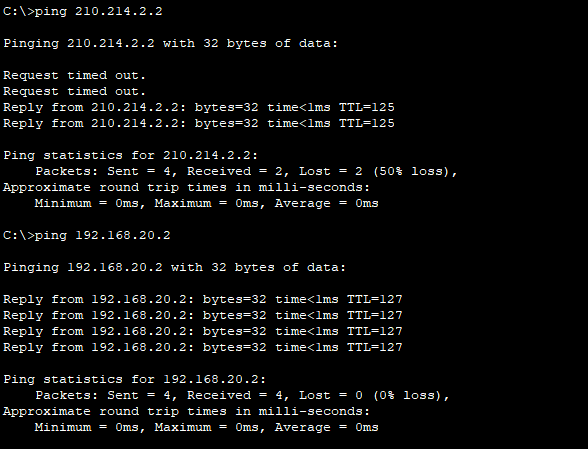 C:\>ping 210.214.2.2
Pinging 210.214.2.2 with 32 bytes of data:
Request timed out.
Request timed out.
Reply from 210.214.2.2: bytes=32 time<1ms TTL=125
Reply from 210.214.2.2: bytes=32 time<1ms TTL=125
Ping statistics for 210.214.2.2:
    Packets: Sent = 4, Received = 2, Lost = 2 (50% loss),
Approximate round trip times in milli-seconds:
    Minimum = 0ms, Maximum = 0ms, Average = 0ms
C:\>ping 192.168.20.2
Pinging 192.168.20.2 with 32 bytes of data:
Reply from 192.168.20.2: bytes=32 time<1ms TTL=127
Reply from 192.168.20.2: bytes=32 time<1ms TTL=127
Reply from 192.168.20.2: bytes=32 time<1ms TTL=127
Reply from 192.168.20.2: bytes=32 time<1ms TTL=127
Ping statistics for 192.168.20.2:
    Packets: Sent = 4, Received = 4, Lost = 0 (0% loss),
Approximate round trip times in milli-seconds:
    Minimum = 0ms, Maximum = 0ms, Average = 0ms